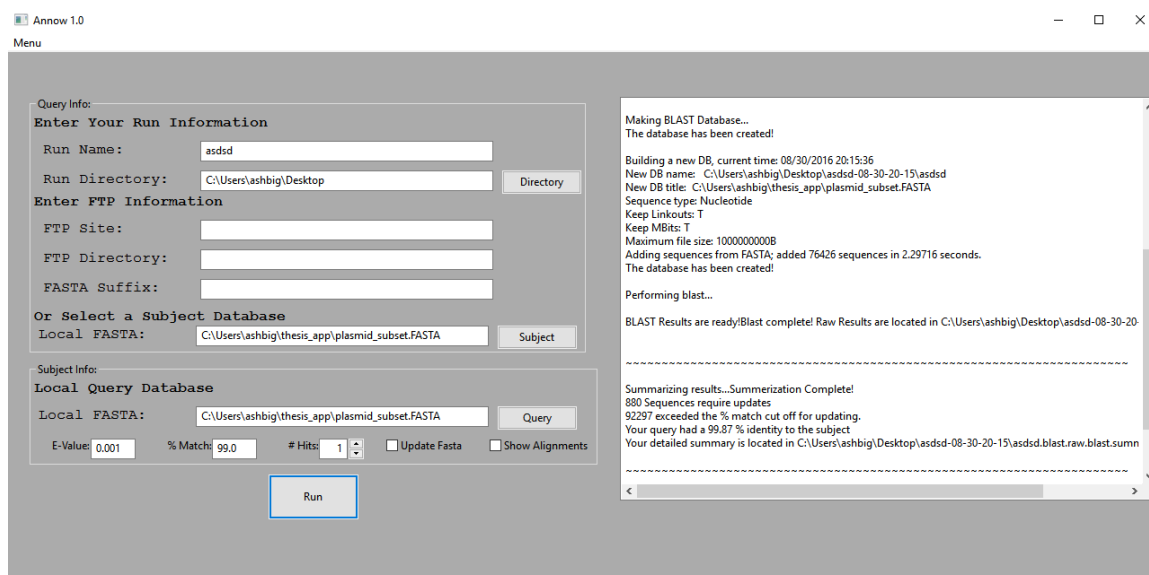 Annow 1.0
Menu
Query Info:
Enter Your Run Information
Run Name: asdsd
Run Directory: C:\Users\ashbig\Desktop Directory
Enter FTP Information
FTP Site:
FTP Directory:
FASTA Suffix:
Or Select a Subject Database
Local FASTA: C:\Users\ashbig\thesis_app\plasmid_subset.FASTA Subject
Subject Info:
Local Query Database
Local FASTA: C:\Users\ashbig\thesis_app\plasmid_subset.FASTA Query
E-Value: 0.001 % Match: 99.0 # Hits: 1 Update Fasta Show Alignments
Run
Making BLAST Database...
The database has been created!
Building a new DB, current time: 08/30/2016 20:15:36
New DB name: C:\Users\ashbig\Desktop\asdsd-08-30-20-15\asdsd
New DB title: C:\Users\ashbig\thesis_app\plasmid_subset.FASTA
Sequence type: Nucleotide
Keep Linkouts: T
Keep MBits: T
Maximum file size: 1000000000B
Adding sequences from FASTA; added 76426 sequences in 2.29716 seconds.
The database has been created!
Performing blast...
BLAST Results are ready!Blast complete! Raw Results are located in C:\Users\ashbig\Desktop\asdsd-08-30-20-
~~~~~~~~~~~~~~~~~~~~~~~~~~~~~~~~~~~~~~~~~~~~~~~~~~~~~~~~~~~~~~~~~~~~~~
Summarizing results...Summerization Complete!
880 Sequences require updates
92297 exceeded the % match cut off for updating.
Your query had a 99.87 % identity to the subject
Your detailed summary is located in C:\Users\ashbig\Desktop\asdsd-08-30-20-15\asdsd.blast.raw.blast.summ
~~~~~~~~~~~~~~~~~~~~~~~~~~~~~~~~~~~~~~~~~~~~~~~~~~~~~~~~~~~~~~~~~~~~~~